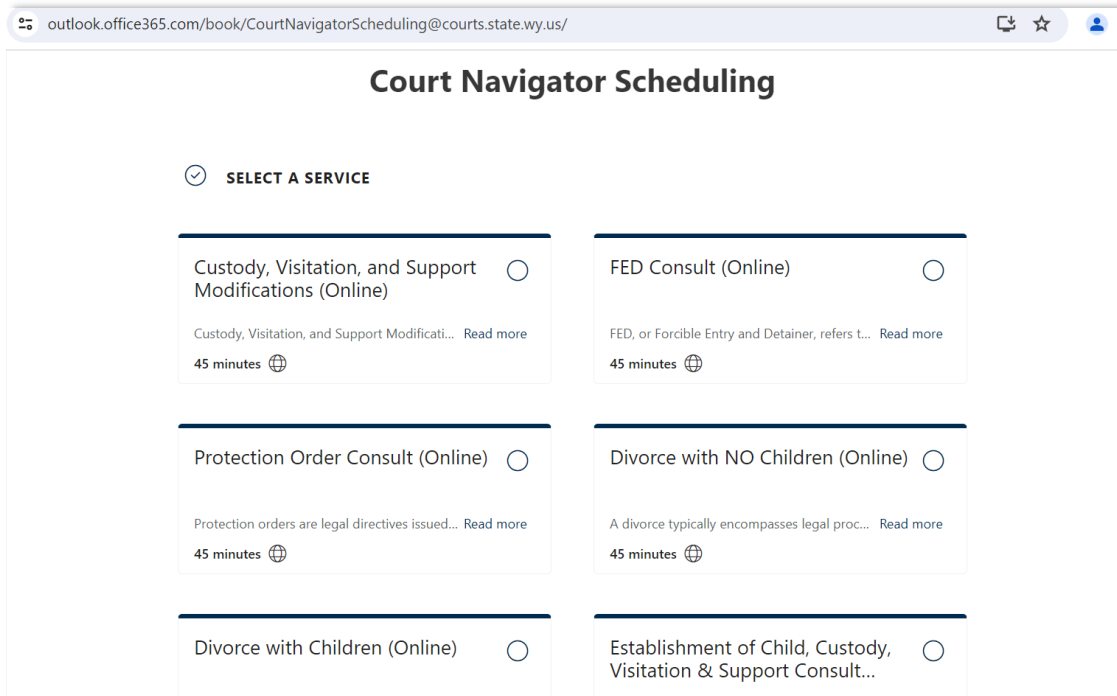 outlook.office365.com/book/CourtNavigatorScheduling@courts.state.wy.us/
Court Navigator Scheduling
SELECT A SERVICE
Custody, Visitation, and Support
Modifications (Online)
Custody, Visitation, and Support Modificati... Read more
45 minutes
FED Consult (Online)
FED, or Forcible Entry and Detainer, refers t... Read more
45 minutes
Protection Order Consult (Online)
Protection orders are legal directives issued... Read more
45 minutes
Divorce with NO Children (Online)
A divorce typically encompasses legal proc... Read more
45 minutes
Divorce with Children (Online)
Establishment of Child, Custody,
Visitation & Support Consult...